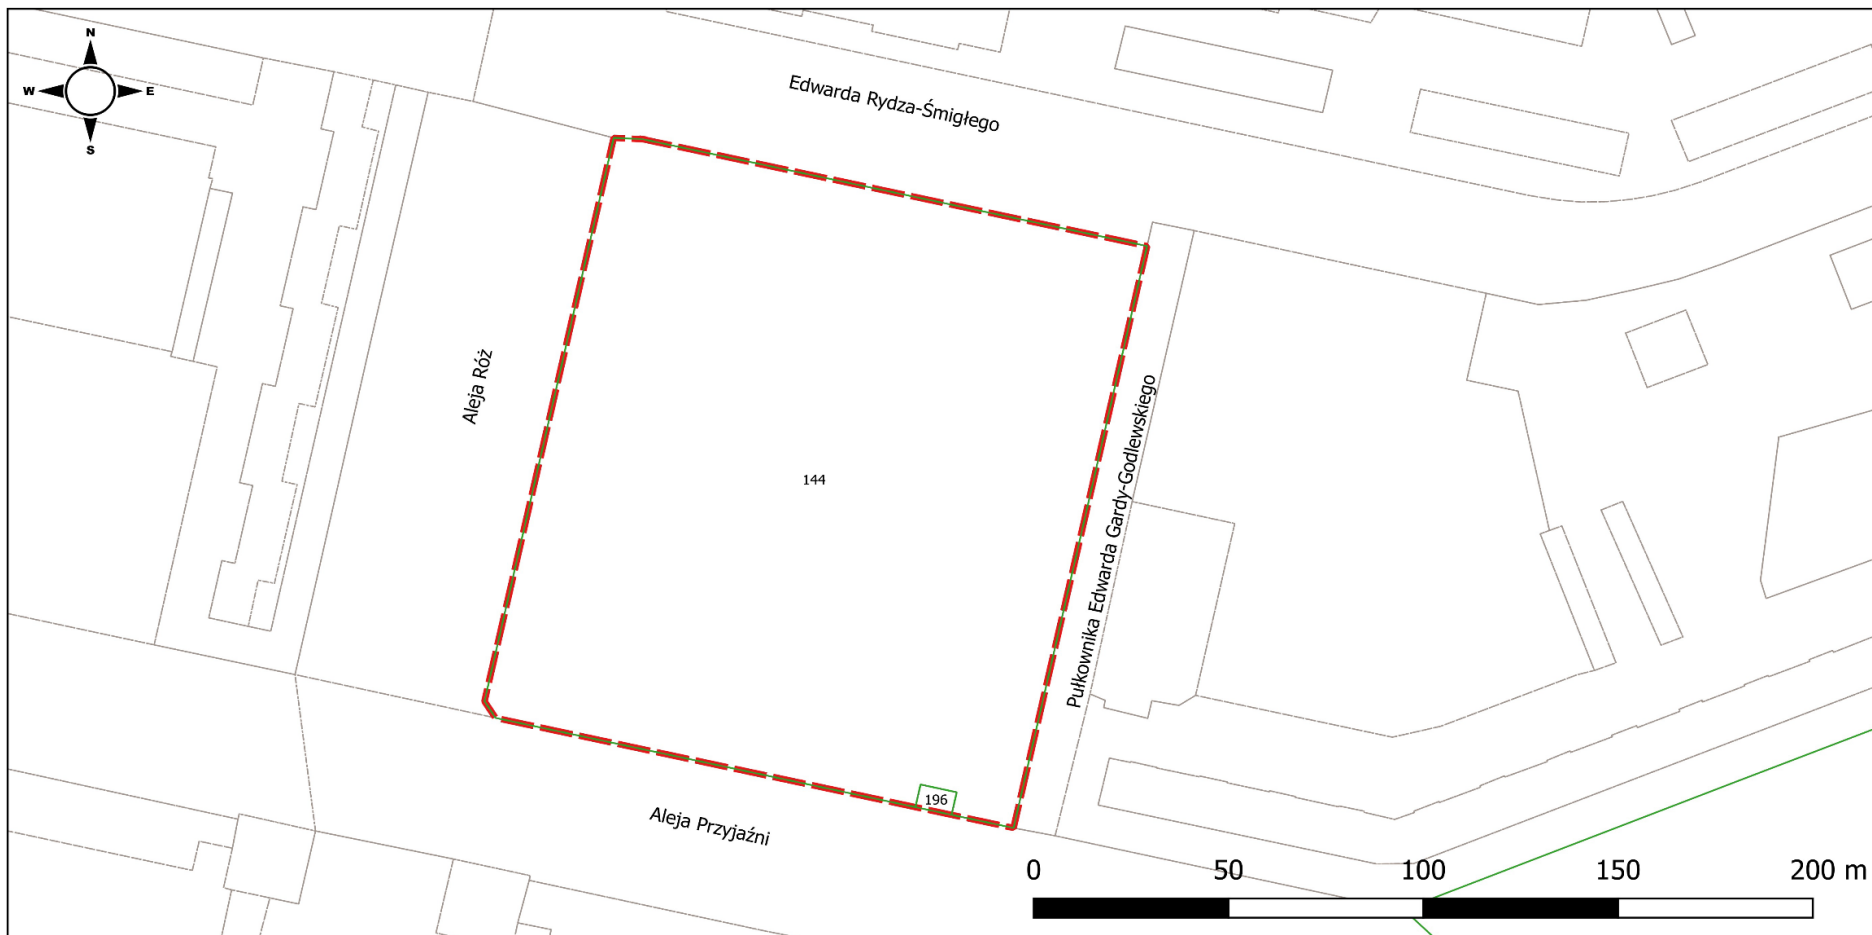 N
W E
S
Edwarda Rydza-Śmigłego
Aleja Róż
144
Pułkownika Edwarda Gardy-Godlewskiego
196
Aleja Przyjaźni
0 50 100 150 200 m